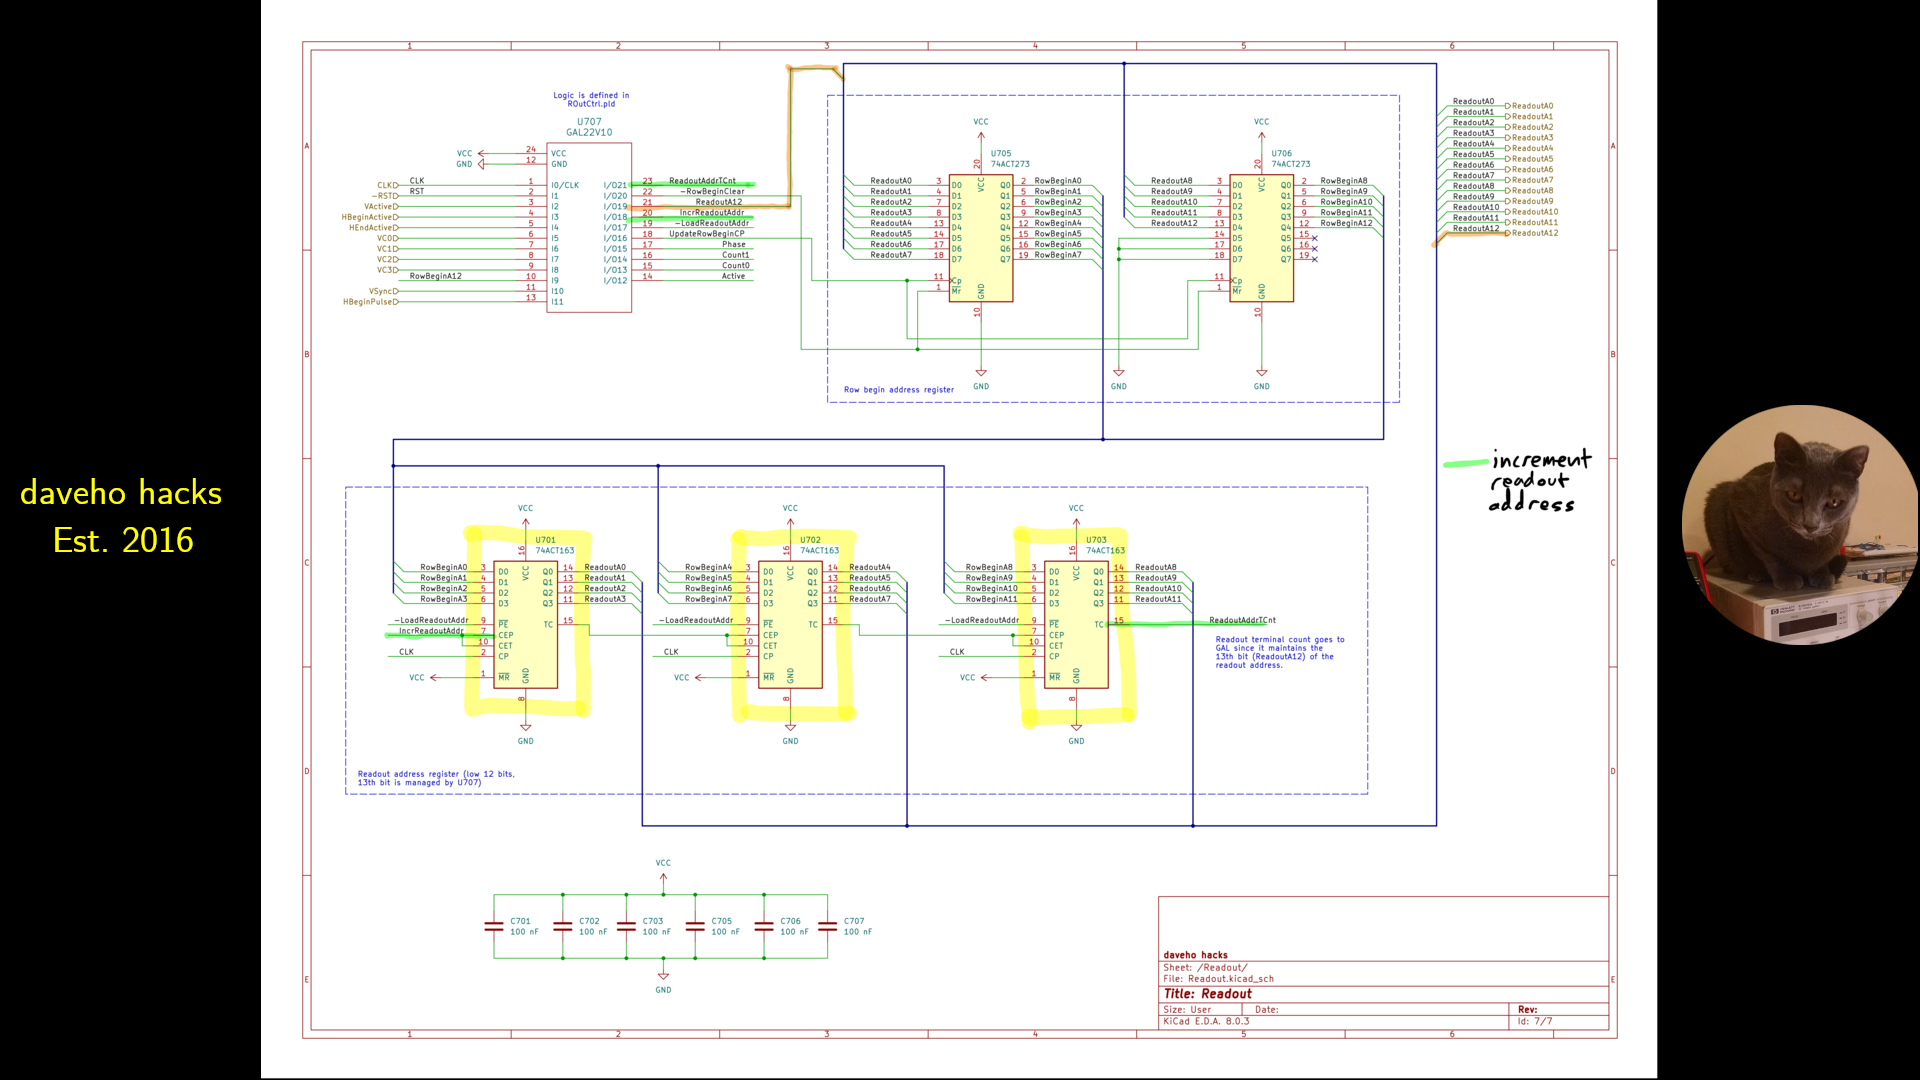 daveho hacks
Est. 2016
1 2 3 4 5 6
A
B
C
D
E
Logic is defined in
ROutCtrl.pld
U707
GAL22V10
VCC 24 VCC
GND 12 GND
CLK CLK 1 I0/CLK I/O21 23 ReadoutAddrTCnt
-RST RST 2 I1 I/O20 22 -RowBeginClear
VActive 3 I2 I/O19 21 ReadoutA12
HBeginActive 4 I3 I/O18 20 IncrReadoutAddr
HEndActive 5 I4 I/O17 19 -LoadReadoutAddr
VC0 6 I5 I/O16 18 UpdateRowBeginCP
VC1 7 I6 I/O15 17 Phase
VC2 8 I7 I/O14 16 Count1
VC3 9 I8 I/O13 15 Count0
RowBeginA12 10 I9 I/O12 14 Active
VSync 11 I10
HBeginPulse 13 I11
VCC
20
U705
74ACT273
VCC
ReadoutA0 3 D0 Q0 2 RowBeginA0
ReadoutA1 4 D1 Q1 5 RowBeginA1
ReadoutA2 7 D2 Q2 6 RowBeginA2
ReadoutA3 8 D3 Q3 9 RowBeginA3
ReadoutA4 13 D4 Q4 12 RowBeginA4
ReadoutA5 14 D5 Q5 15 RowBeginA5
ReadoutA6 17 D6 Q6 16 RowBeginA6
ReadoutA7 18 D7 Q7 19 RowBeginA7
11 Cp
1 Mr
GND
10
GND
VCC
20
U706
74ACT273
VCC
ReadoutA8 3 D0 Q0 2 RowBeginA8
ReadoutA9 4 D1 Q1 5 RowBeginA9
ReadoutA10 7 D2 Q2 6 RowBeginA10
ReadoutA11 8 D3 Q3 9 RowBeginA11
ReadoutA12 13 D4 Q4 12 RowBeginA12
14 D5 Q5 15
17 D6 Q6 16
18 D7 Q7 19
11 Cp
1 Mr
GND
10
GND
GND
Row begin address register
ReadoutA0 ReadoutA0
ReadoutA1 ReadoutA1
ReadoutA2 ReadoutA2
ReadoutA3 ReadoutA3
ReadoutA4 ReadoutA4
ReadoutA5 ReadoutA5
ReadoutA6 ReadoutA6
ReadoutA7 ReadoutA7
ReadoutA8 ReadoutA8
ReadoutA9 ReadoutA9
ReadoutA10 ReadoutA10
ReadoutA11 ReadoutA11
ReadoutA12 ReadoutA12
increment
readout
address
VCC
16
U701
74ACT163
VCC
RowBeginA0 3 D0 Q0 14 ReadoutA0
RowBeginA1 4 D1 Q1 13 ReadoutA1
RowBeginA2 5 D2 Q2 12 ReadoutA2
RowBeginA3 6 D3 Q3 11 ReadoutA3
-LoadReadoutAddr 9 PE TC 15
IncrReadoutAddr 7 CEP
10 CET
CLK 2 CP
VCC 1 MR
GND
8
GND
VCC
16
U702
74ACT163
VCC
RowBeginA4 3 D0 Q0 14 ReadoutA4
RowBeginA5 4 D1 Q1 13 ReadoutA5
RowBeginA6 5 D2 Q2 12 ReadoutA6
RowBeginA7 6 D3 Q3 11 ReadoutA7
-LoadReadoutAddr 9 PE TC 15
7 CEP
10 CET
CLK 2 CP
VCC 1 MR
GND
8
GND
VCC
16
U703
74ACT163
VCC
RowBeginA8 3 D0 Q0 14 ReadoutA8
RowBeginA9 4 D1 Q1 13 ReadoutA9
RowBeginA10 5 D2 Q2 12 ReadoutA10
RowBeginA11 6 D3 Q3 11 ReadoutA11
-LoadReadoutAddr 9 PE TC 15 ReadoutAddrTCnt
7 CEP
10 CET
CLK 2 CP
VCC 1 MR
GND
8
GND
Readout terminal count goes to
GAL since it maintains the
13th bit (ReadoutA12) of the
readout address.
Readout address register (low 12 bits,
13th bit is managed by U707)
VCC
C701 C702 C703 C705 C706 C707
100 nF 100 nF 100 nF 100 nF 100 nF 100 nF
GND
daveho hacks
Sheet: /Readout/
File: Readout.kicad_sch
Title: Readout
Size: User Date: Rev:
KiCad E.D.A. 8.0.3 Id: 7/7
A
B
C
D
E
1 2 3 4 5 6